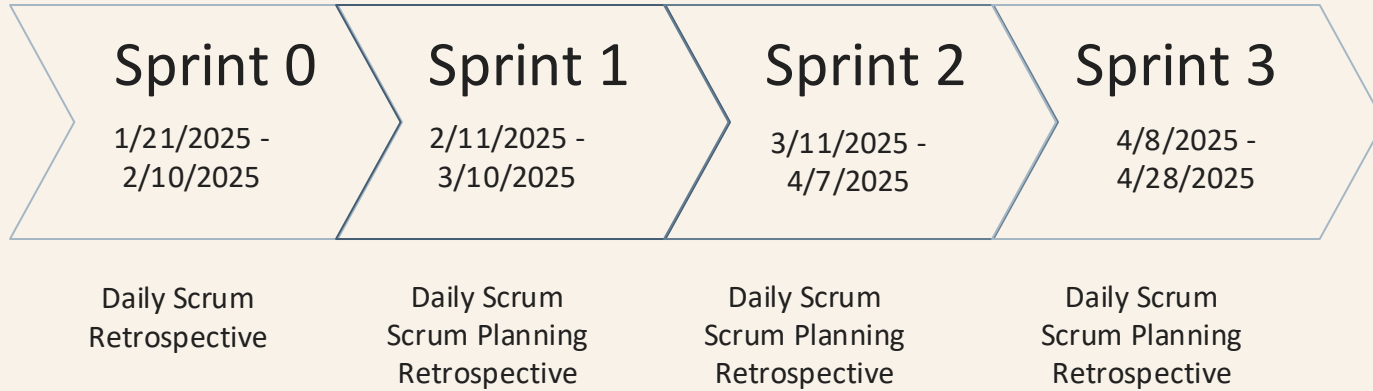 Sprint 0
1/21/2025 -
2/10/2025
Daily Scrum
Retrospective
Sprint 1
2/11/2025 -
3/10/2025
Daily Scrum
Scrum Planning
Retrospective
Sprint 2
3/11/2025 -
4/7/2025
Daily Scrum
Scrum Planning
Retrospective
Sprint 3
4/8/2025 -
4/28/2025
Daily Scrum
Scrum Planning
Retrospective